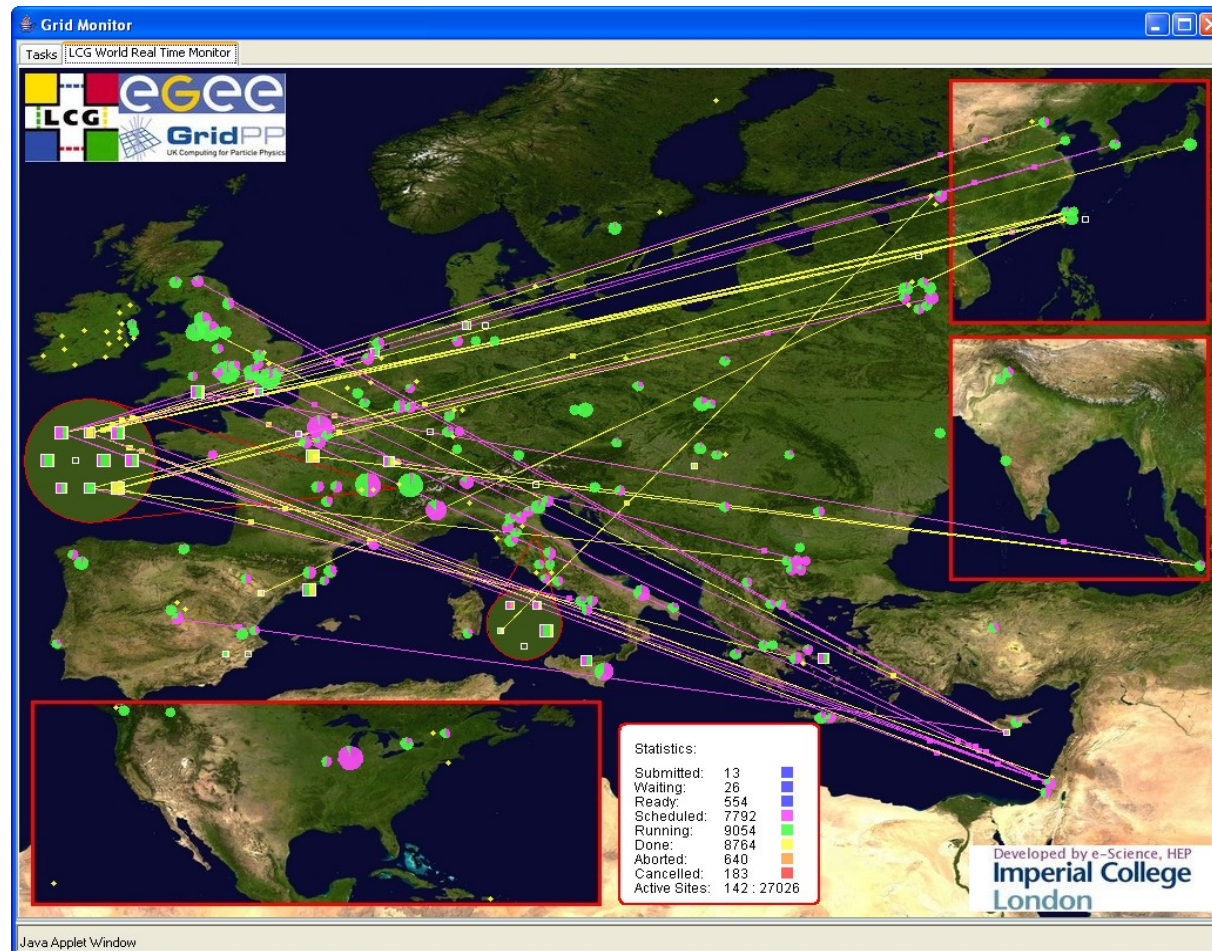 Grid Monitor
Tasks
LCG World Real Time Monitor
LCG
eGee
GridPP
UK Computing for Particle Physics
Statistics:
Submitted: 13
Waiting: 26
Ready: 554
Scheduled: 7792
Running: 9054
Done: 8764
Aborted: 640
Cancelled: 183
Active Sites: 142 : 27026
Developed by e-Science, HEP
Imperial College
London
Java Applet Window